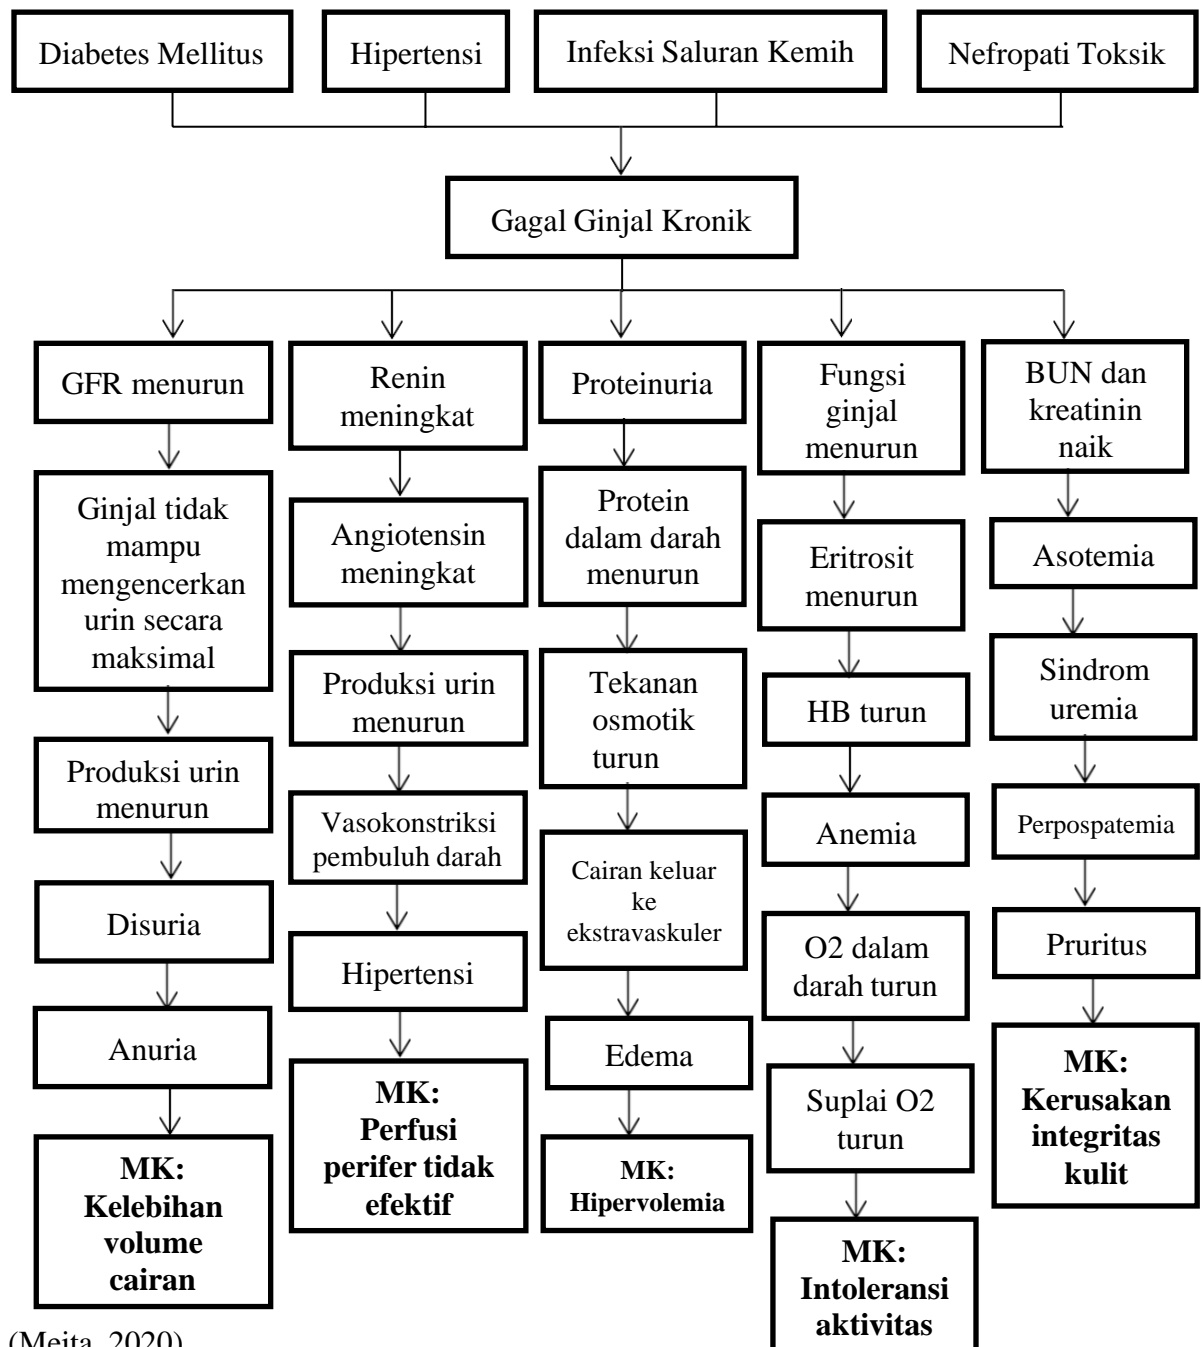 Diabetes Mellitus
Hipertensi
Infeksi Saluran Kemih
Nefropati Toksik
Gagal Ginjal Kronik
GFR menurun
Ginjal tidak
mampu
mengencerkan
urin secara
maksimal
Produksi urin
menurun
Disuria
Anuria
MK:
Kelebihan
volume
cairan
Renin
meningkat
Angiotensin
meningkat
Produksi urin
menurun
Vasokonstriksi
pembuluh darah
Hipertensi
MK:
Perfusi
perifer tidak
efektif
Proteinuria
Protein
dalam darah
menurun
Tekanan
osmotik
turun
Cairan keluar
ke
ekstravaskuler
Edema
MK:
Hipervolemia
Fungsi
ginjal
menurun
Eritrosit
menurun
HB turun
Anemia
O2 dalam
darah turun
Suplai O2
turun
MK:
Intoleransi
aktivitas
BUN dan
kreatinin
naik
Asotemia
Sindrom
uremia
Perpospatemia
Pruritus
MK:
Kerusakan
integritas
kulit
(Meita, 2020)